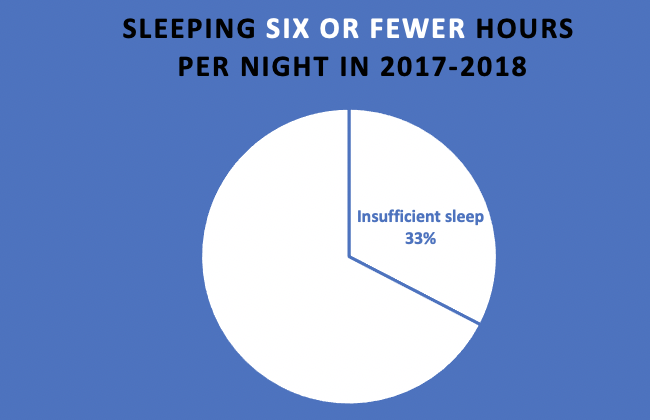 SLEEPING SIX OR FEWER HOURS
PER NIGHT IN 2017-2018
Insufficient sleep
33%